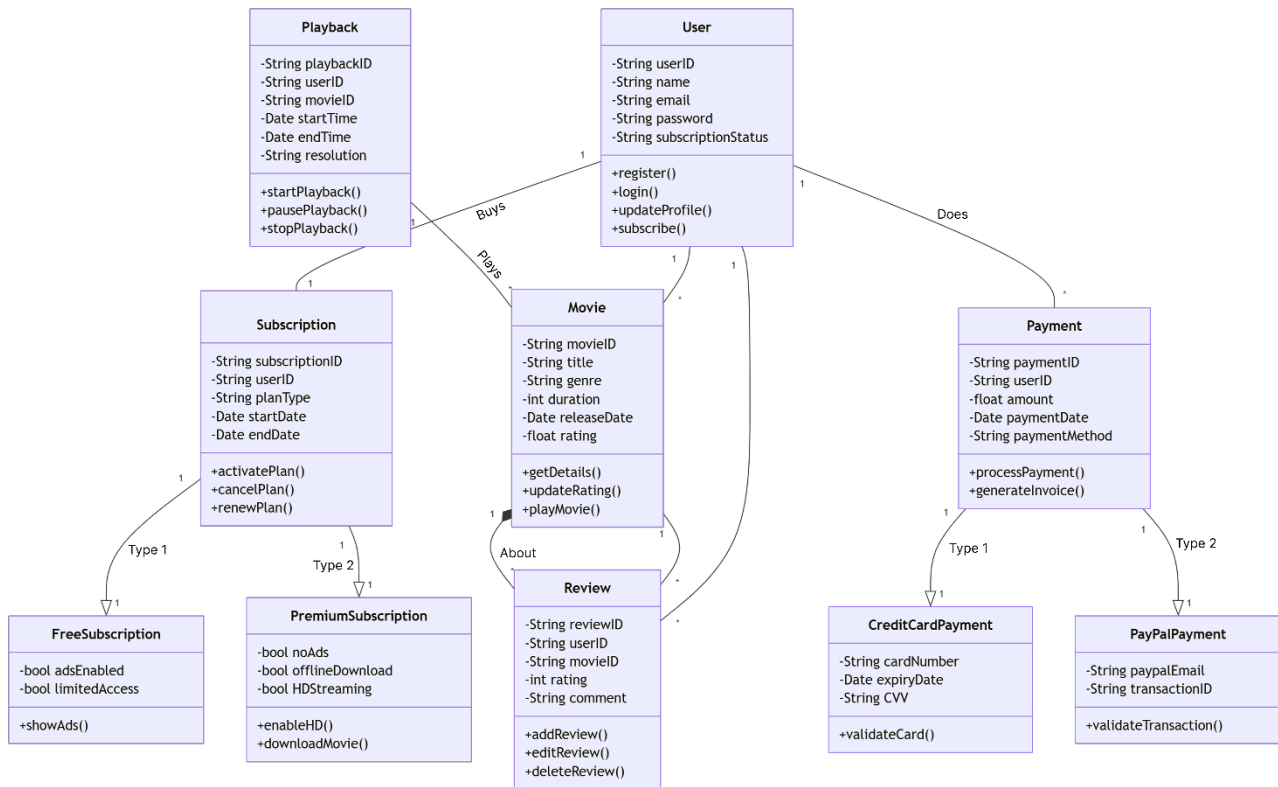 Playback
-String playbackID
-String userID
-String movieID
-Date startTime
-Date endTime
-String resolution
+startPlayback()
+pausePlayback()
+stopPlayback()
User
-String userID
-String name
-String email
-String password
-String subscriptionStatus
+register()
+login()
+updateProfile()
+subscribe()
1
Buys
1
1
Plays
*
1
*
1
*
1
Does
*
Subscription
-String subscriptionID
-String userID
-String planType
-Date startDate
-Date endDate
+activatePlan()
+cancelPlan()
+renewPlan()
Movie
-String movieID
-String title
-String genre
-int duration
-Date releaseDate
-float rating
+getDetails()
+updateRating()
+playMovie()
Payment
-String paymentID
-String userID
-float amount
-Date paymentDate
-String paymentMethod
+processPayment()
+generateInvoice()
1
Type 1
1
1
Type 2
1
1
About
*
1
*
1
Type 1
1
1
Type 2
1
FreeSubscription
-bool adsEnabled
-bool limitedAccess
+showAds()
PremiumSubscription
-bool noAds
-bool offlineDownload
-bool HDStreaming
+enableHD()
+downloadMovie()
Review
-String reviewID
-String userID
-String movieID
-int rating
-String comment
+addReview()
+editReview()
+deleteReview()
CreditCardPayment
-String cardNumber
-Date expiryDate
-String CVV
+validateCard()
PayPalPayment
-String paypalEmail
-String transactionID
+validateTransaction()